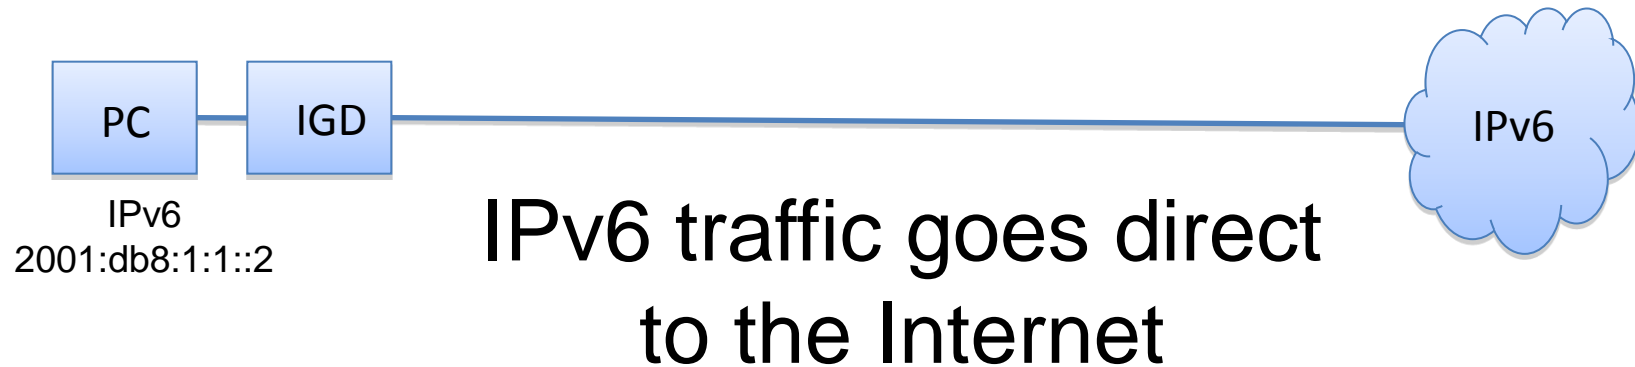 PC
IGD
IPv6
IPv6
2001:db8:1:1::2
IPv6 traffic goes direct
to the Internet